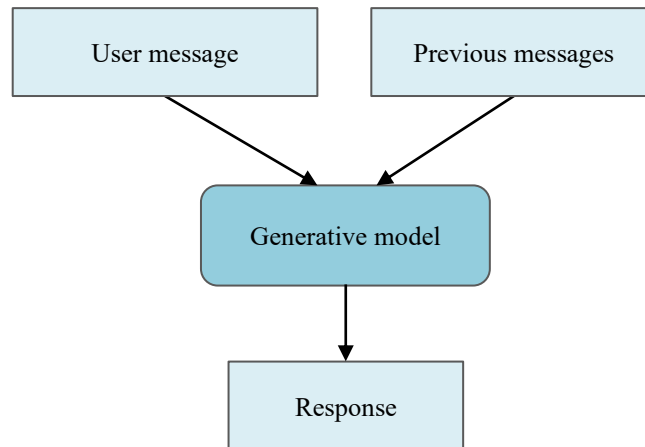 User message
Previous messages
Generative model
Response